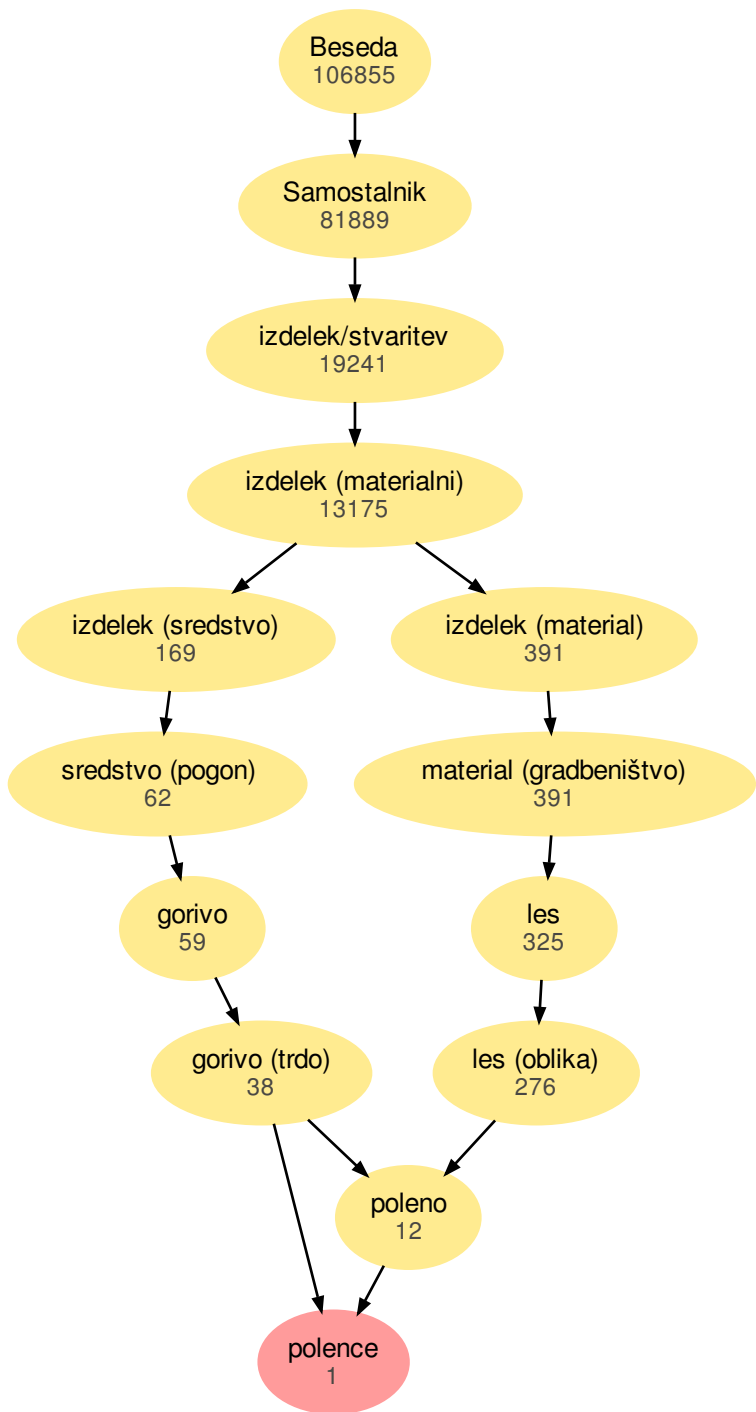 Beseda
106855
Samostalnik
81889
izdelek/stvaritev
19241
izdelek (materialni)
13175
izdelek (sredstvo)
169
izdelek (material)
391
sredstvo (pogon)
62
material (gradbeništvo)
391
gorivo
59
les
325
gorivo (trdo)
38
les (oblika)
276
poleno
12
polence
1